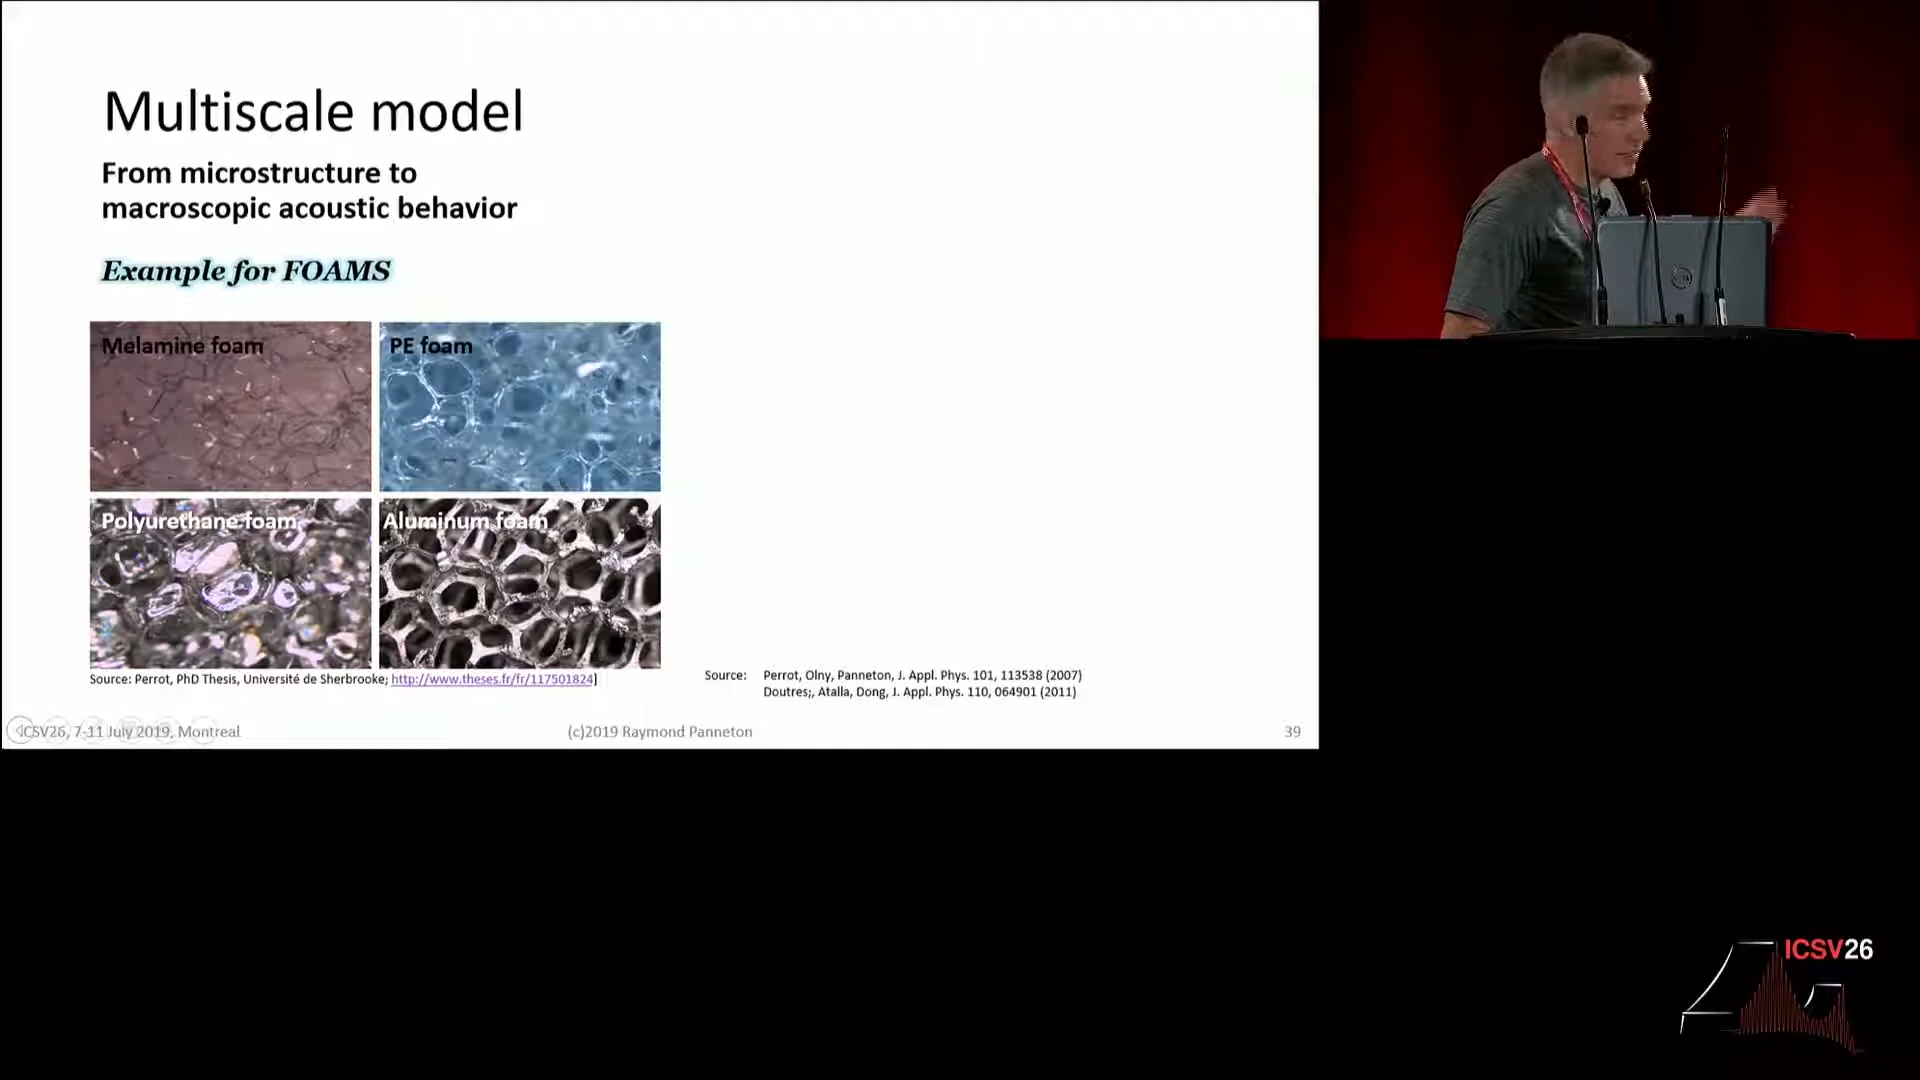 Multiscale model
From microstructure to
macroscopic acoustic behavior
Example for FOAMS
Melamine foam
PE foam
Polyurethane foam
Aluminum foam
Source: Perrot, PhD Thesis, Université de Sherbrooke; http://www.theses.fr/fr/117501824]
Source: Perrot, Olny, Panneton, J. Appl. Phys. 101, 113538 (2007)
Doutres;, Atalla, Dong, J. Appl. Phys. 110, 064901 (2011)
ICSV26, 7-11 July 2019, Montreal
(c)2019 Raymond Panneton
39
ICSV26